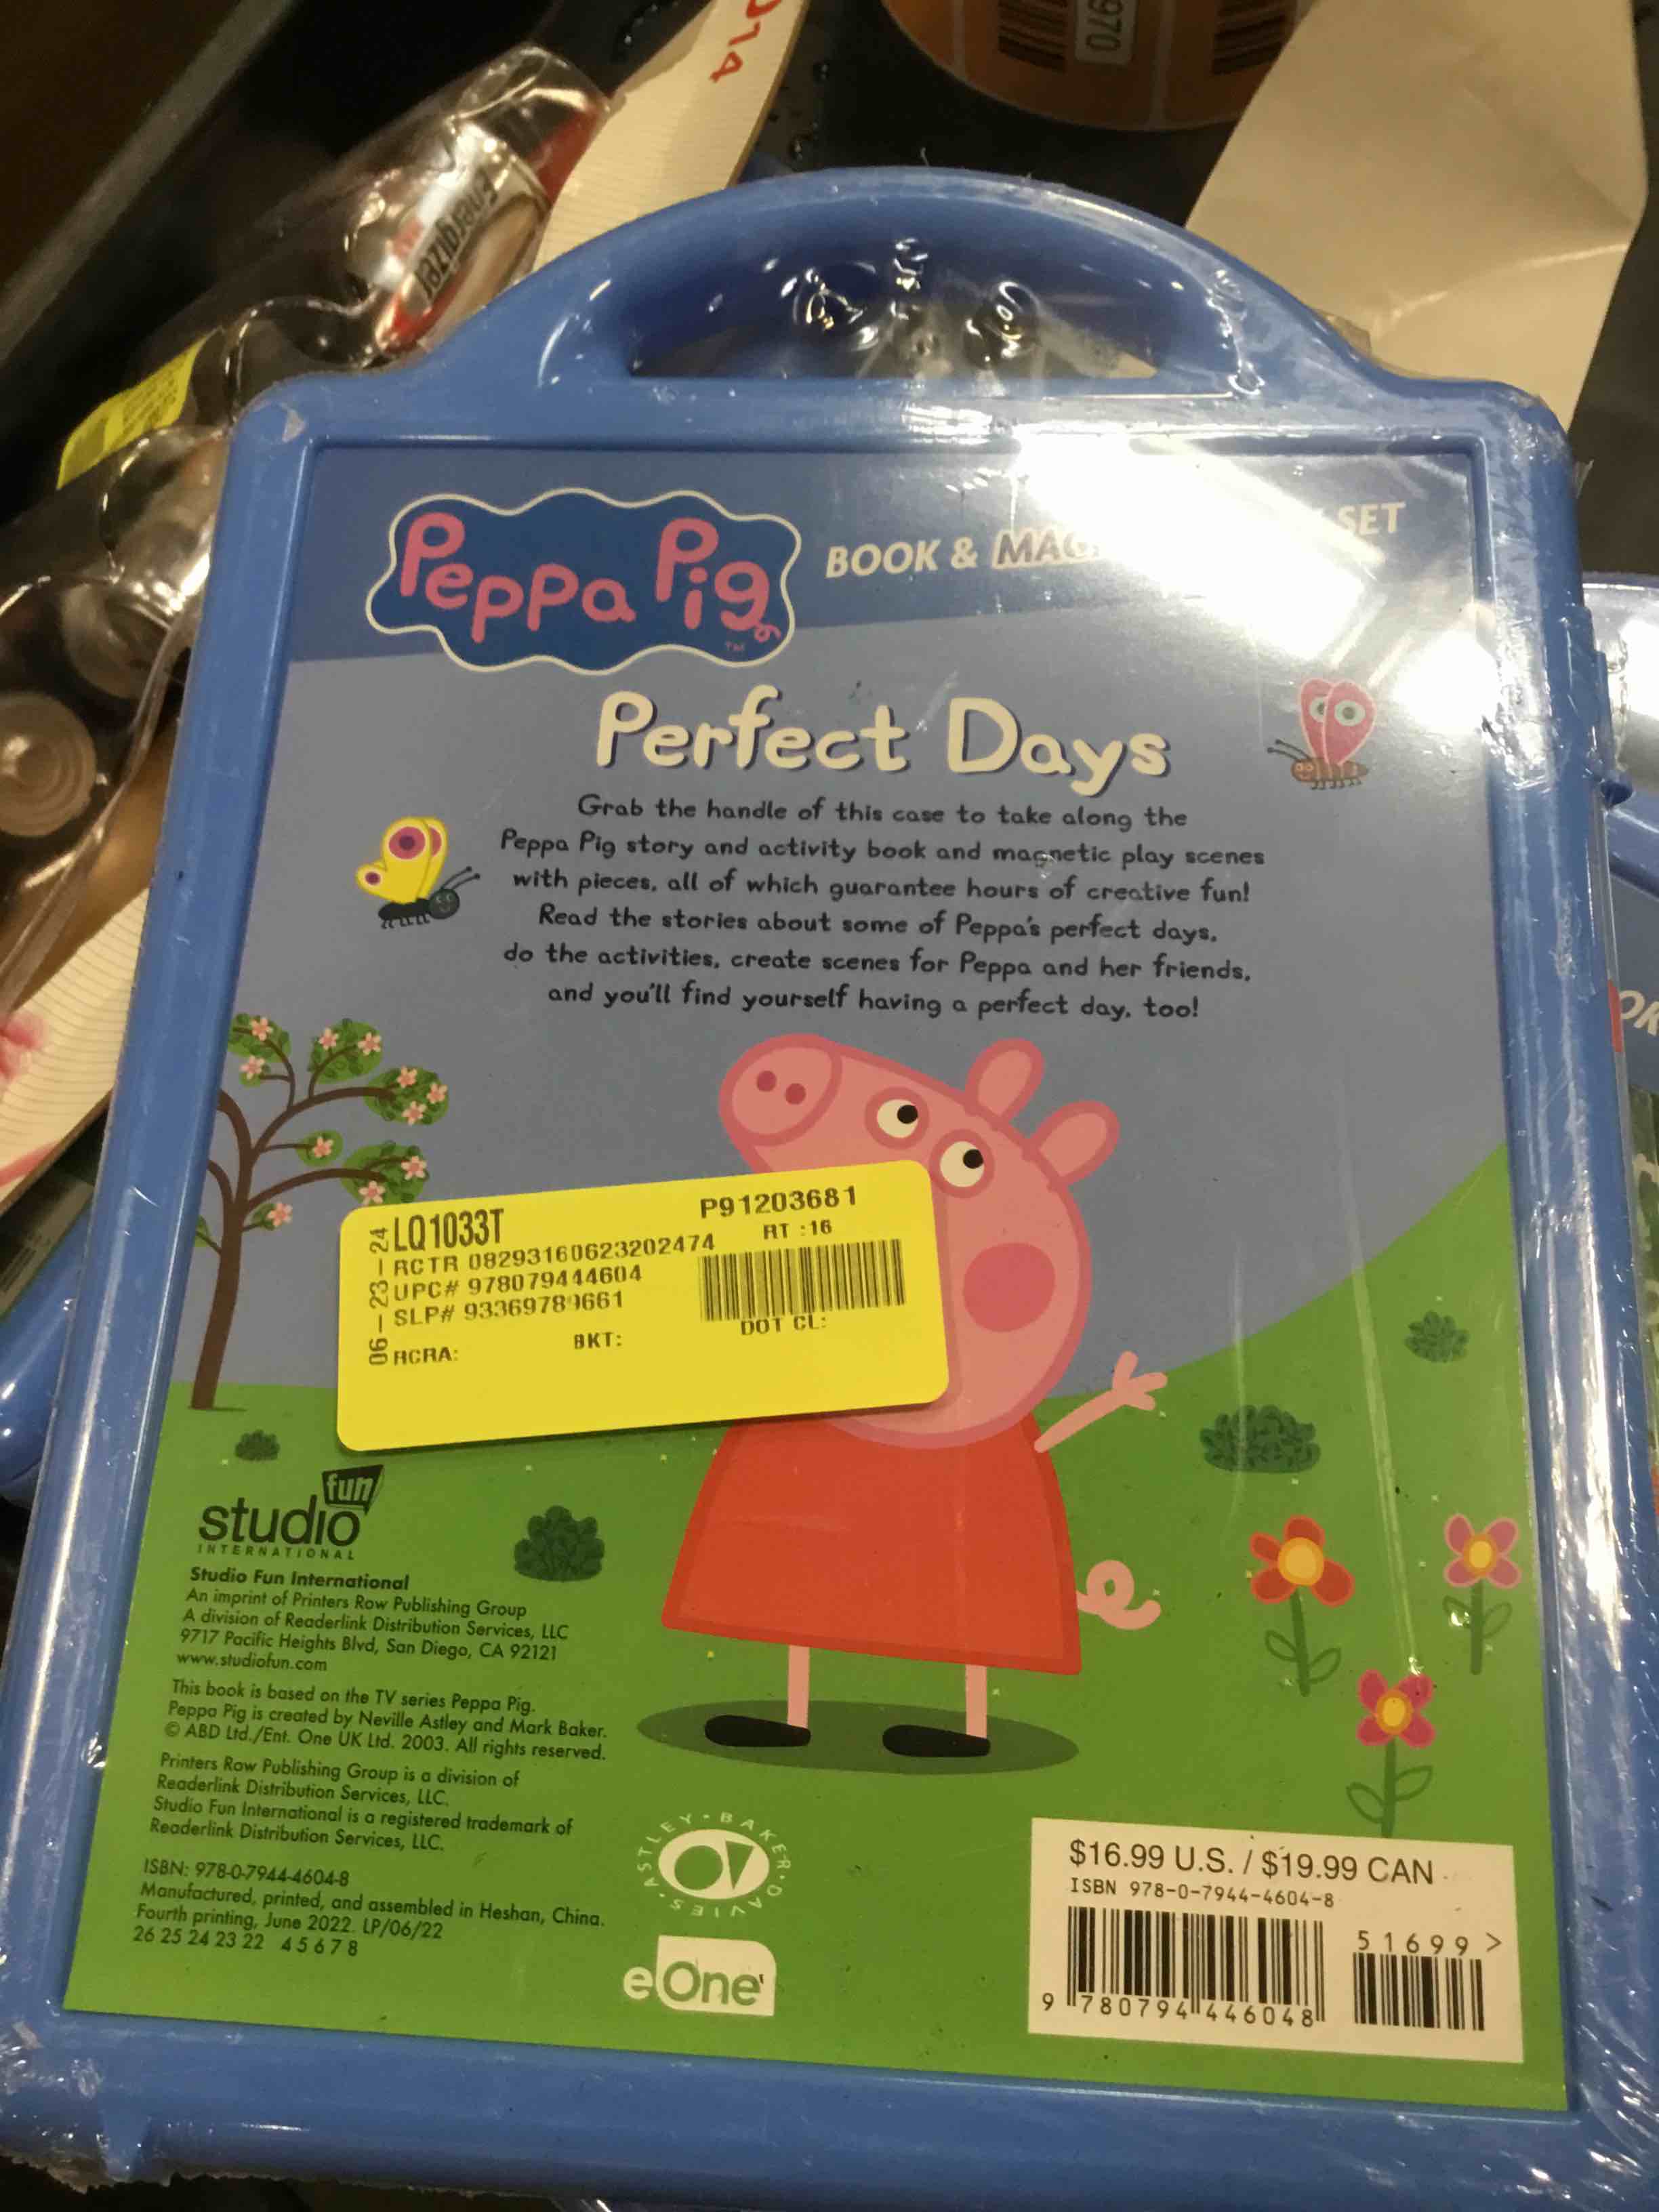 970
Energizer
Peppa Pig
TM
BOOK & SET
Perfect Days
Grab the handle of this case to take along the
Peppa Pig story and activity book and magnetic play scenes
with pieces, all of which guarantee hours of creative fun!
Read the stories about some of Peppa's perfect days,
do the activities, create scenes for Peppa and her friends,
and you'll find yourself having a perfect day, too!
06-23-24
LQ1033T
P91203681
RT :16
RCTR 08293160623202474
UPC# 978079444604
SLP# 93369789661
DOT CL:
RCRA:
BKT:
studio fun
INTERNATIONAL
Studio Fun International
An imprint of Printers Row Publishing Group
A division of Readerlink Distribution Services, LLC
9717 Pacific Heights Blvd, San Diego, CA 92121
www.studiofun.com
This book is based on the TV series Peppa Pig.
Peppa Pig is created by Neville Astley and Mark Baker.
© ABD Ltd./Ent. One UK Ltd. 2003. All rights reserved.
Printers Row Publishing Group is a division of
Readerlink Distribution Services, LLC.
Studio Fun International is a registered trademark of
Readerlink Distribution Services, LLC.
ISBN: 978-0-7944-4604-8
Manufactured, printed, and assembled in Heshan, China.
Fourth printing, June 2022. LP/06/22
26 25 24 23 22 4 5 6 7 8
ASTLEY·BAKER·DAVIES·
eOne
$16.99 U.S. / $19.99 CAN
ISBN 978-0-7944-4604-8
51699>
9 780794 446048